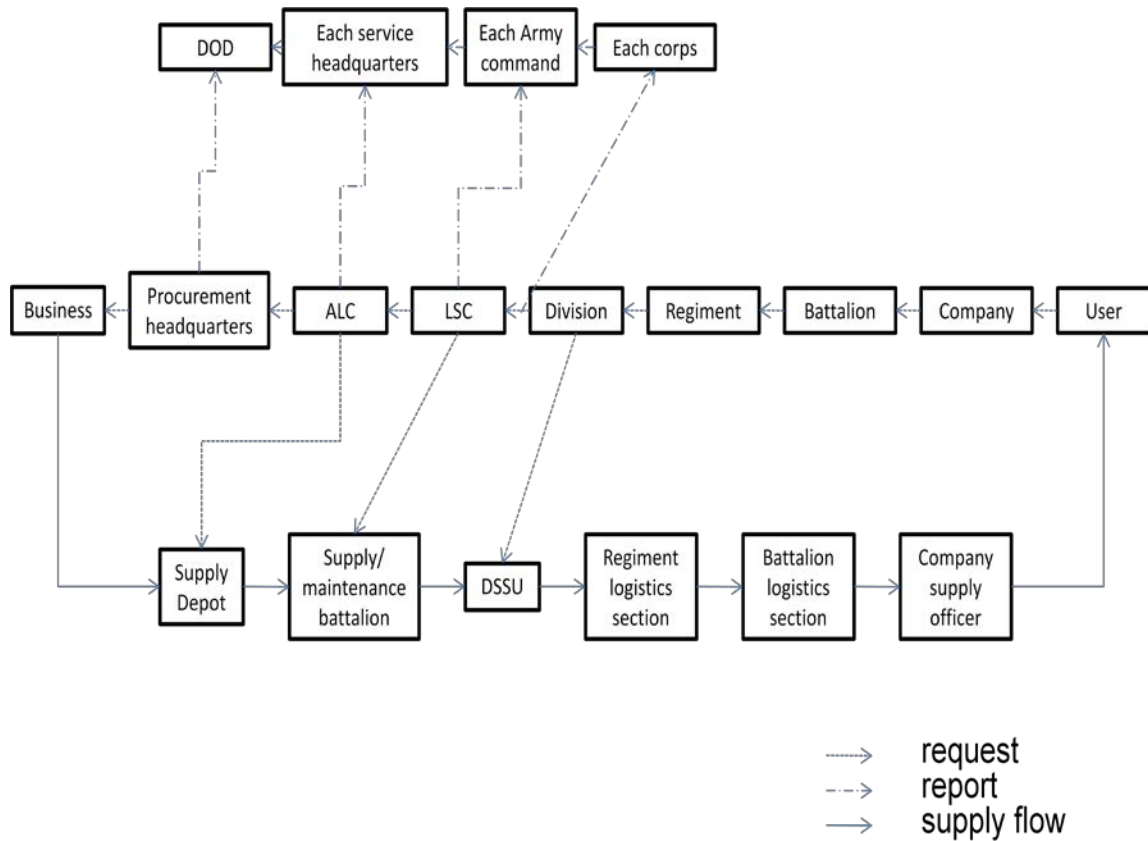 DOD
Each service
headquarters
Each Army
command
Each corps
Business
Procurement
headquarters
ALC
LSC
Division
Regiment
Battalion
Company
User
Supply
Depot
Supply/
maintenance
battalion
DSSU
Regiment
logistics
section
Battalion
logistics
section
Company
supply
officer
request
report
supply flow